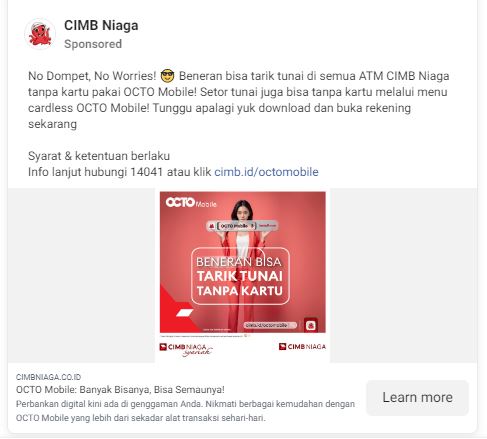 CIMB Niaga
Sponsored
No Dompet, No Worries! 😎 Beneran bisa tarik tunai di semua ATM CIMB Niaga
tanpa kartu pakai OCTO Mobile! Setor tunai juga bisa tanpa kartu melalui menu
cardless OCTO Mobile! Tunggu apalagi yuk download dan buka rekening
sekarang
Syarat & ketentuan berlaku
Info lanjut hubungi 14041 atau klik cimb.id/octomobile
OCTO Mobile
OCTO Mobile
BENERAN BISA
TARIK TUNAI
TANPA KARTU
cimb.id/octomobile
CIMB NIAGA syariah
CIMB NIAGA
CIMBNIAGA.CO.ID
OCTO Mobile: Banyak Bisanya, Bisa Semaunya!
Perbankan digital kini ada di genggaman Anda. Nikmati berbagai kemudahan dengan
OCTO Mobile yang lebih dari sekadar alat transaksi sehari-hari.
Learn more